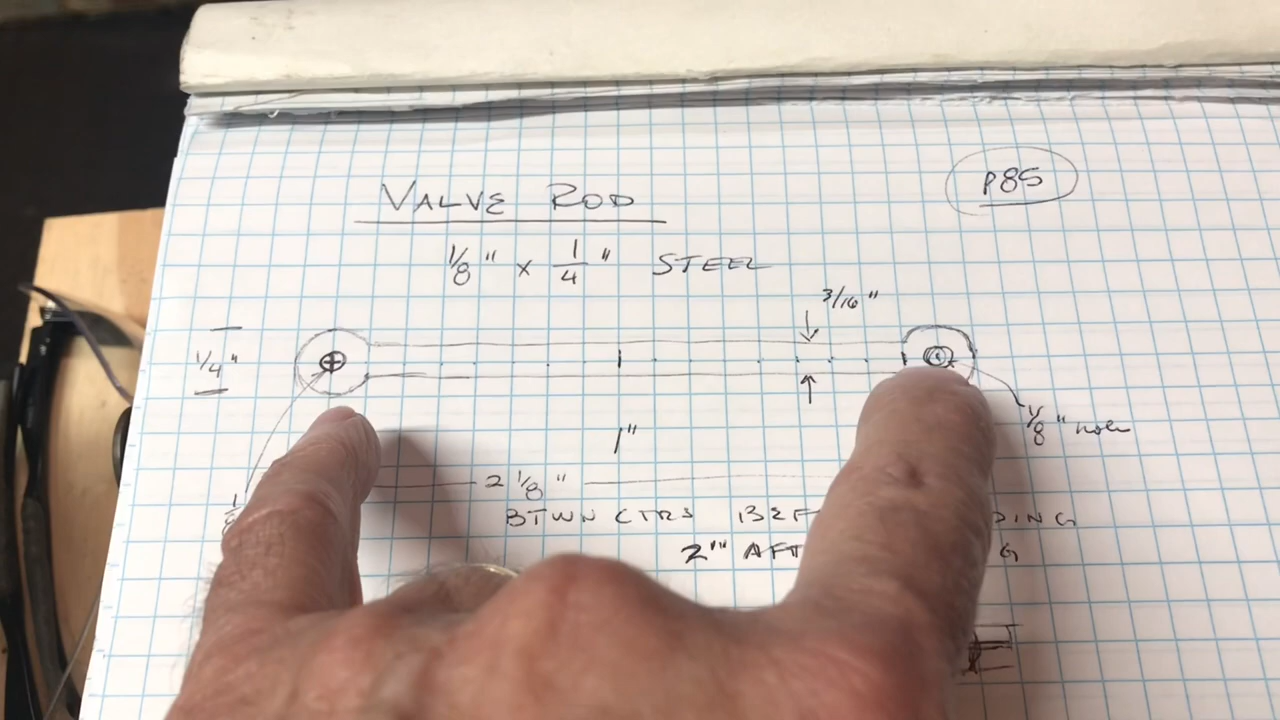 VALVE ROD
P85
1/8" x 1/4" STEEL
3/16"
1/4"
1/8" HOLE
1"
2 1/8"
BTWN CTRS
2"